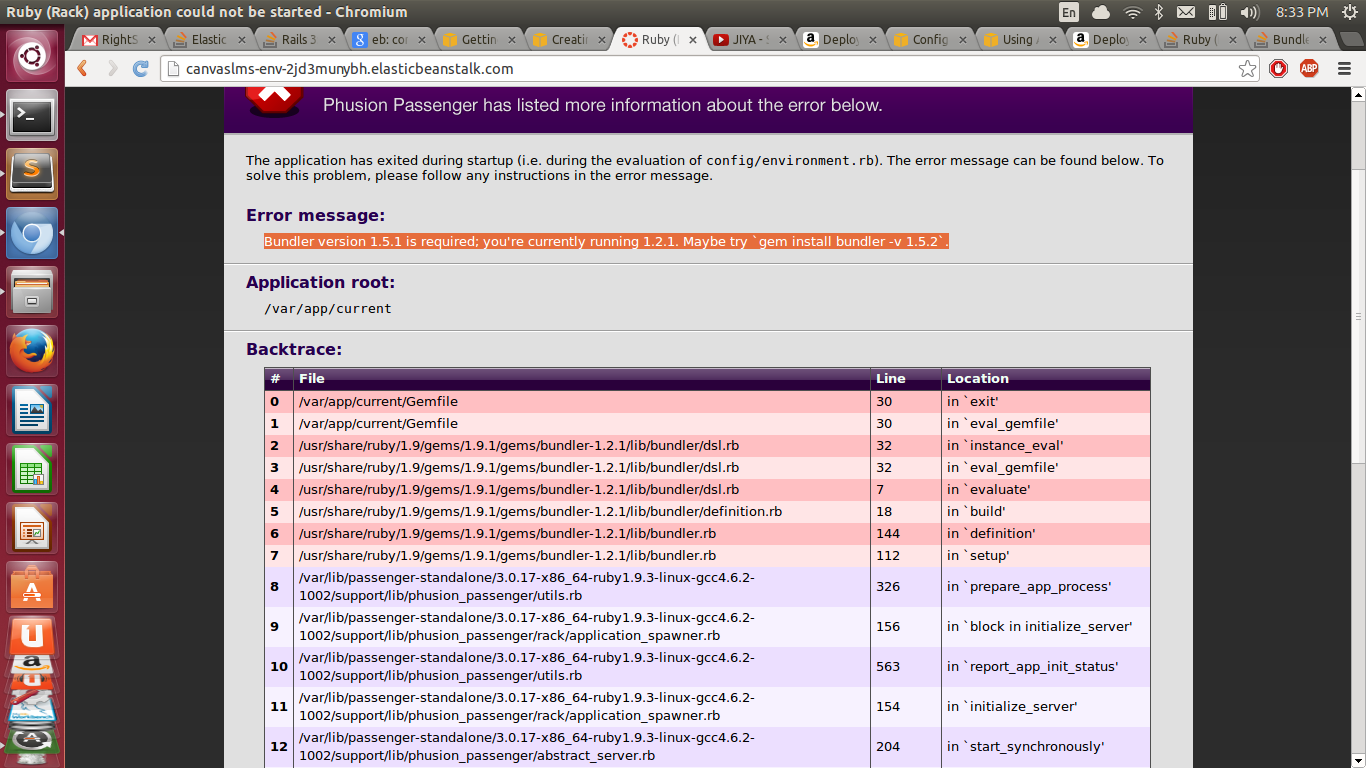 Ruby (Rack) application could not be started - Chromium
En
8:33 PM
RightS
Elastic
Rails 3
eb: cor
Gettin
Creatin
Ruby (
JIYA - S
Deploy
Config
Using A
Deploy
Ruby (
Bundl
canvaslms-env-2jd3munybh.elasticbeanstalk.com
ABP
Phusion Passenger has listed more information about the error below.
The application has exited during startup (i.e. during the evaluation of config/environment.rb). The error message can be found below. To
solve this problem, please follow any instructions in the error message.
Error message:
Bundler version 1.5.1 is required; you're currently running 1.2.1. Maybe try `gem install bundler -v 1.5.2`.
Application root:
/var/app/current
Backtrace:
# File Line Location
0 /var/app/current/Gemfile 30 in `exit'
1 /var/app/current/Gemfile 30 in `eval_gemfile'
2 /usr/share/ruby/1.9/gems/1.9.1/gems/bundler-1.2.1/lib/bundler/dsl.rb 32 in `instance_eval'
3 /usr/share/ruby/1.9/gems/1.9.1/gems/bundler-1.2.1/lib/bundler/dsl.rb 32 in `eval_gemfile'
4 /usr/share/ruby/1.9/gems/1.9.1/gems/bundler-1.2.1/lib/bundler/dsl.rb 7 in `evaluate'
5 /usr/share/ruby/1.9/gems/1.9.1/gems/bundler-1.2.1/lib/bundler/definition.rb 18 in `build'
6 /usr/share/ruby/1.9/gems/1.9.1/gems/bundler-1.2.1/lib/bundler.rb 144 in `definition'
7 /usr/share/ruby/1.9/gems/1.9.1/gems/bundler-1.2.1/lib/bundler.rb 112 in `setup'
8 /var/lib/passenger-standalone/3.0.17-x86_64-ruby1.9.3-linux-gcc4.6.2-
1002/support/lib/phusion_passenger/utils.rb 326 in `prepare_app_process'
9 /var/lib/passenger-standalone/3.0.17-x86_64-ruby1.9.3-linux-gcc4.6.2-
1002/support/lib/phusion_passenger/rack/application_spawner.rb 156 in `block in initialize_server'
10 /var/lib/passenger-standalone/3.0.17-x86_64-ruby1.9.3-linux-gcc4.6.2-
1002/support/lib/phusion_passenger/utils.rb 563 in `report_app_init_status'
11 /var/lib/passenger-standalone/3.0.17-x86_64-ruby1.9.3-linux-gcc4.6.2-
1002/support/lib/phusion_passenger/rack/application_spawner.rb 154 in `initialize_server'
12 /var/lib/passenger-standalone/3.0.17-x86_64-ruby1.9.3-linux-gcc4.6.2-
1002/support/lib/phusion_passenger/abstract_server.rb 204 in `start_synchronously'